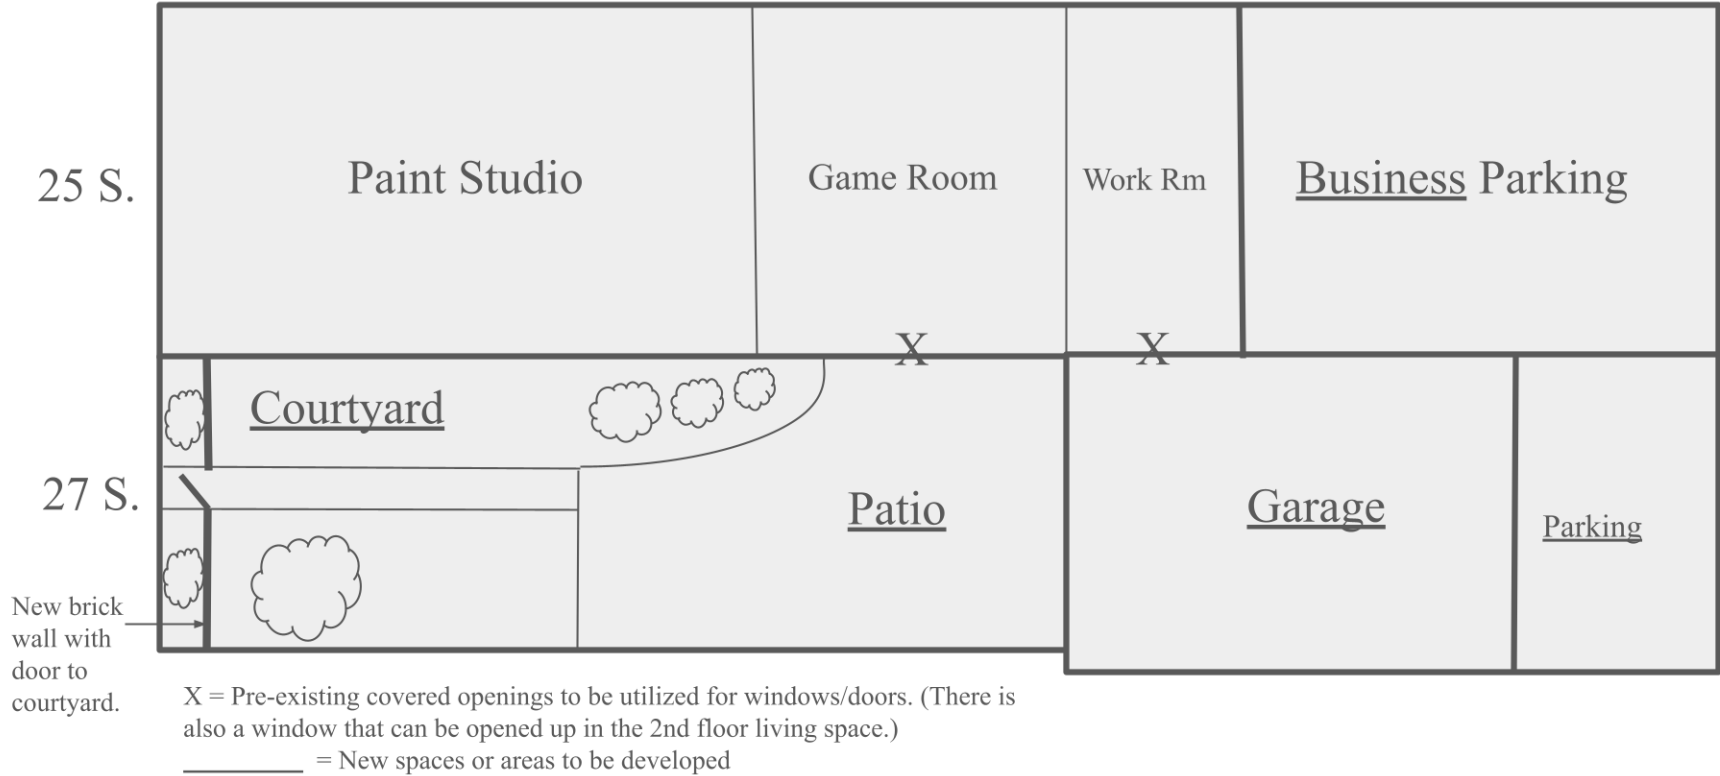 25 S.
Paint Studio
Game Room
Work Rm
Business Parking
X
X
27 S.
Courtyard
Patio
Garage
Parking
New brick
wall with
door to
courtyard.
X = Pre-existing covered openings to be utilized for windows/doors. (There is
also a window that can be opened up in the 2nd floor living space.)
= New spaces or areas to be developed